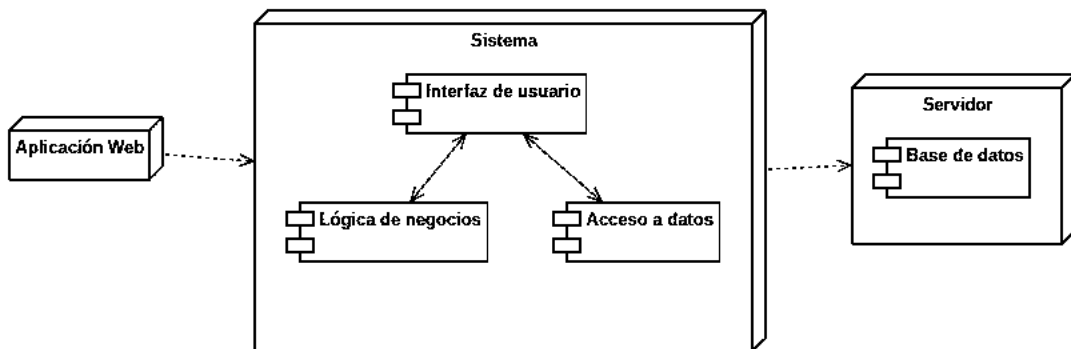 Sistema
Interfaz de usuario
Servidor
Aplicación Web
Base de datos
Lógica de negocios
Acceso a datos